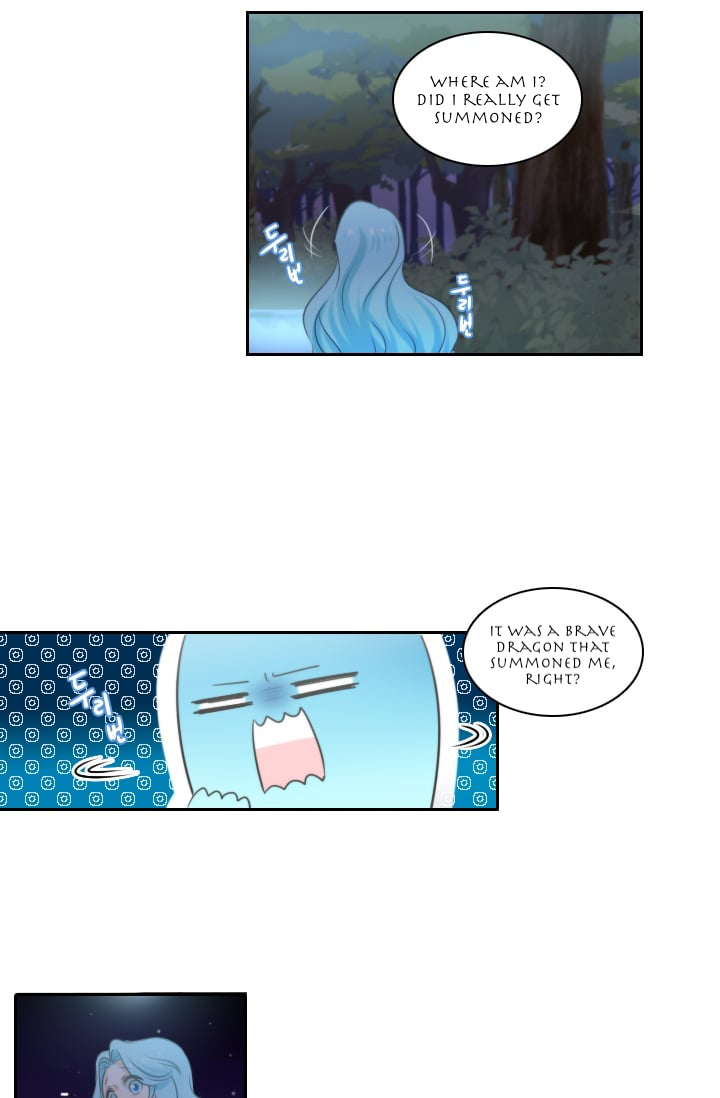 WHERE AM I?
DID I REALLY GET
SUMMONED?
두리번
두리번
IT WAS A BRAVE
DRAGON THAT
SUMMONED ME,
RIGHT?
두리번